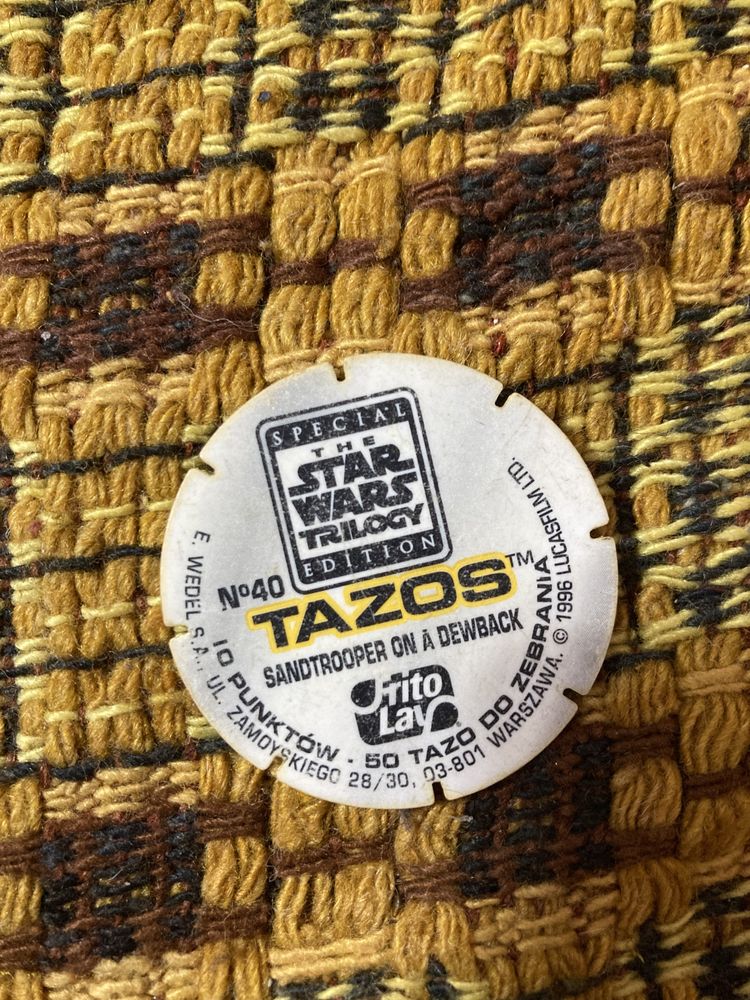 SPECIAL
THE
STAR
WARS
TRILOGY
EDITION
Nº40
TAZOS™
SANDTROOPER ON A DEWBACK
Frito
Lay
10 PUNKTÓW · 50 TAZO DO ZEBRANIA
E. WEDEL S.A., UL. ZAMOYSKIEGO 28/30, 03-801 WARSZAWA. © 1996 LUCASFILM LTD.